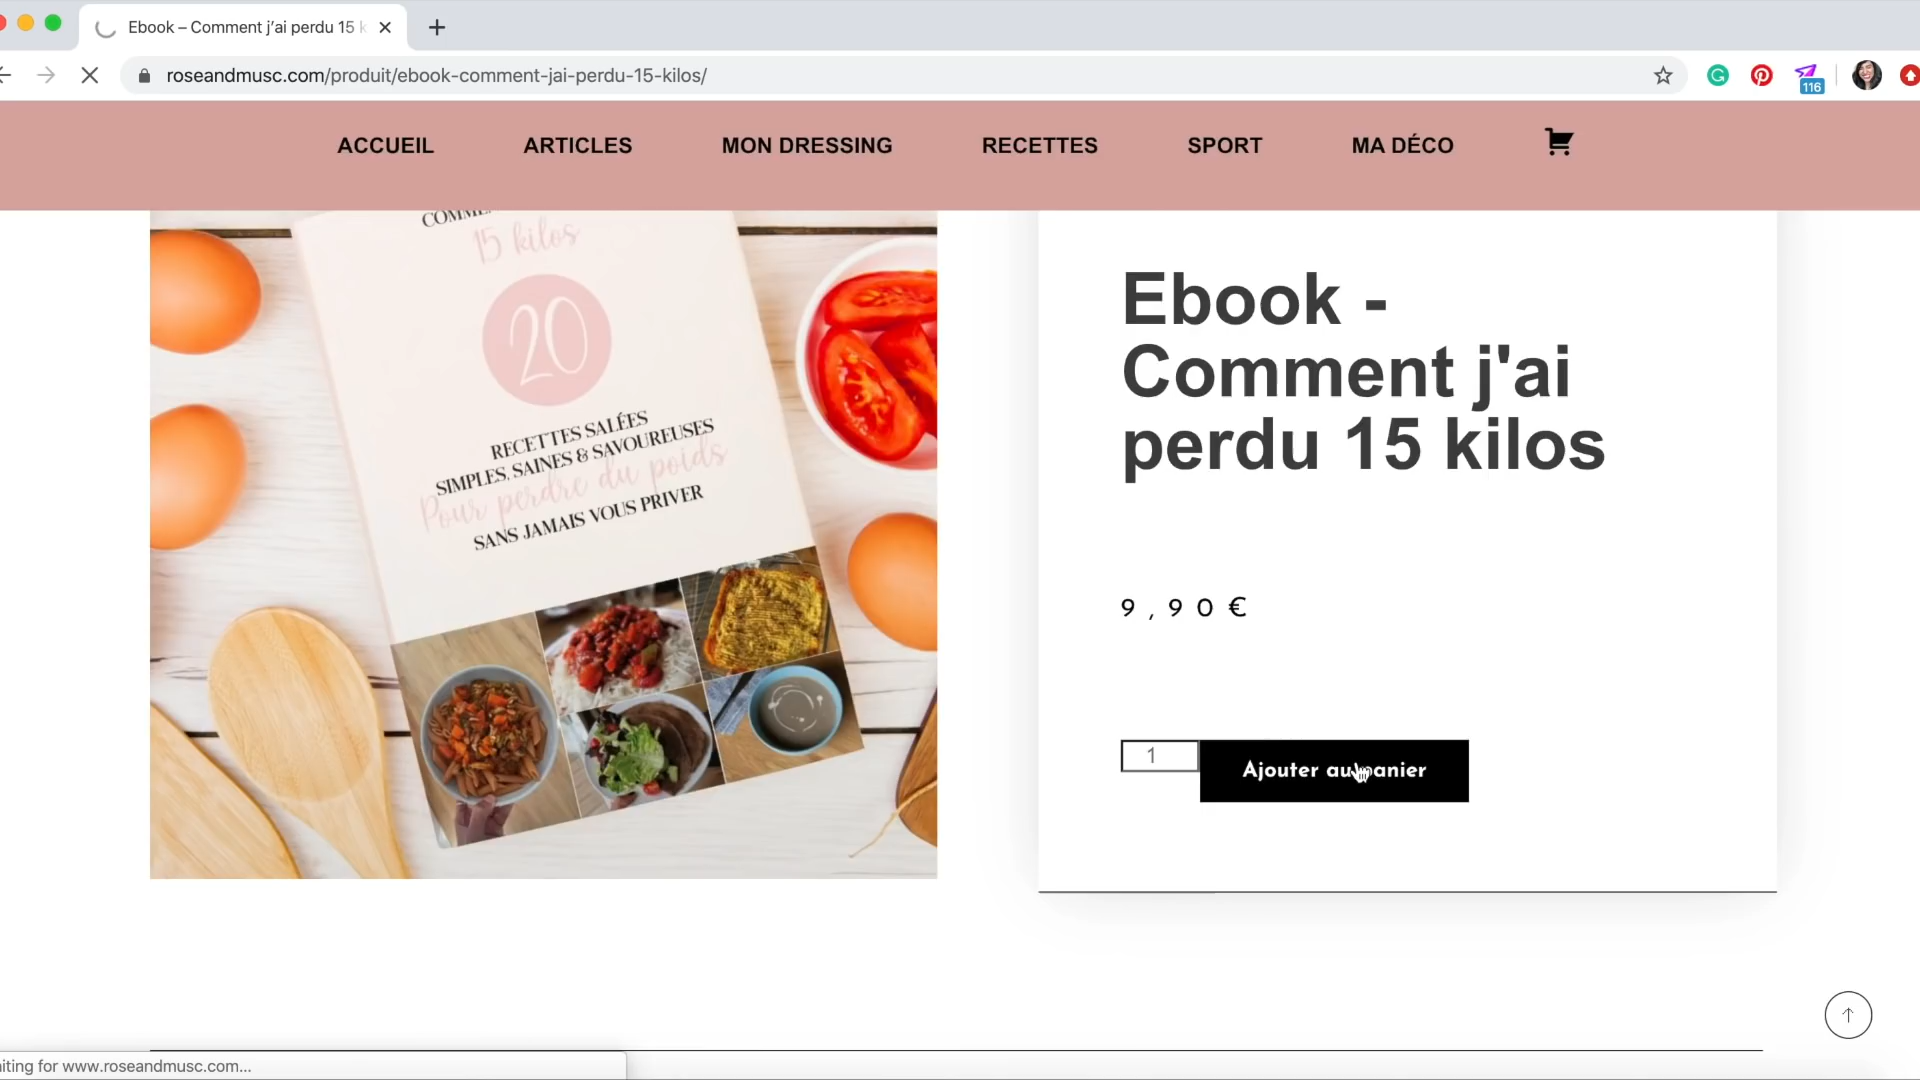 Ebook – Comment j'ai perdu 15 k
roseandmusc.com/produit/ebook-comment-jai-perdu-15-kilos/
116
ACCUEIL
ARTICLES
MON DRESSING
RECETTES
SPORT
MA DÉCO
15 kilos
20
RECETTES SALÉES
SIMPLES, SAINES & SAVOUREUSES
Pour perdre du poids
SANS JAMAIS VOUS PRIVER
Ebook -
Comment j'ai
perdu 15 kilos
9,90€
1
Ajouter au panier
for www.roseandmusc.com...